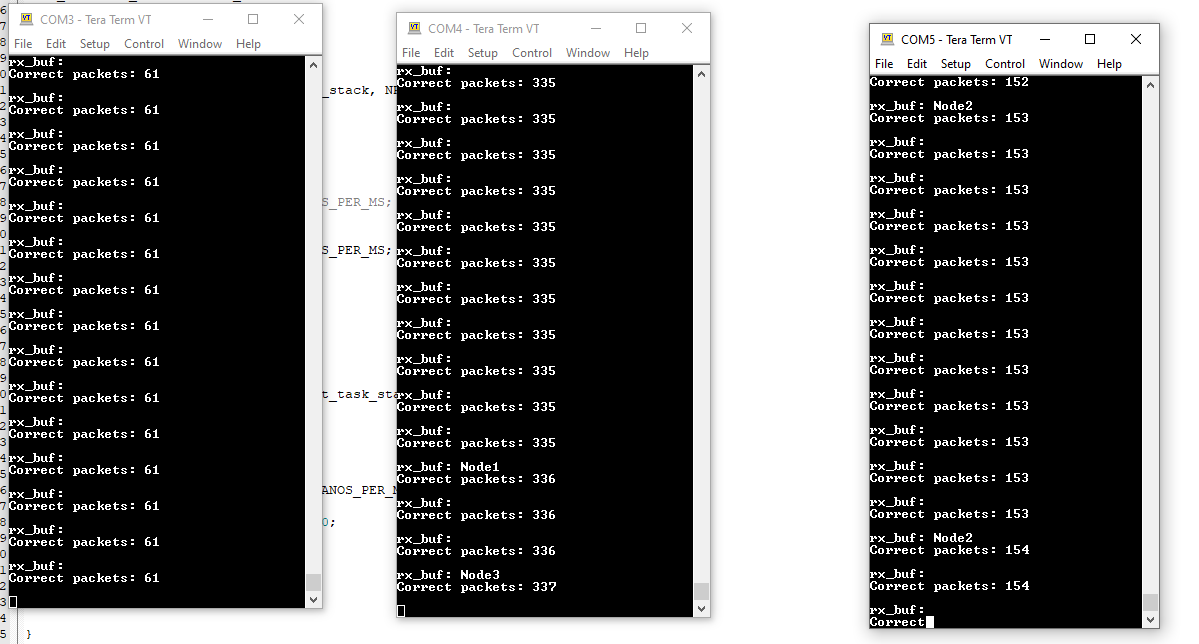 COM3 - Tera Term VT
File Edit Setup Control Window Help
rx_buf:
Correct packets: 61
rx_buf:
Correct packets: 61
rx_buf:
Correct packets: 61
rx_buf:
Correct packets: 61
rx_buf:
Correct packets: 61
rx_buf:
Correct packets: 61
rx_buf:
Correct packets: 61
rx_buf:
Correct packets: 61
rx_buf:
Correct packets: 61
rx_buf:
Correct packets: 61
rx_buf:
Correct packets: 61
rx_buf:
Correct packets: 61
rx_buf:
Correct packets: 61
rx_buf:
Correct packets: 61
rx_buf:
Correct packets: 61
_stack,
S_PER_MS;
S_PER_MS;
t_task_sta
ANOS_PER_
0;
}
COM4 - Tera Term VT
File Edit Setup Control Window Help
rx_buf:
Correct packets: 335
rx_buf:
Correct packets: 335
rx_buf:
Correct packets: 335
rx_buf:
Correct packets: 335
rx_buf:
Correct packets: 335
rx_buf:
Correct packets: 335
rx_buf:
Correct packets: 335
rx_buf:
Correct packets: 335
rx_buf:
Correct packets: 335
rx_buf:
Correct packets: 335
rx_buf:
Correct packets: 335
rx_buf: Node1
Correct packets: 336
rx_buf:
Correct packets: 336
rx_buf:
Correct packets: 336
rx_buf: Node3
Correct packets: 337
COM5 - Tera Term VT
File Edit Setup Control Window Help
Correct packets: 152
rx_buf: Node2
Correct packets: 153
rx_buf:
Correct packets: 153
rx_buf:
Correct packets: 153
rx_buf:
Correct packets: 153
rx_buf:
Correct packets: 153
rx_buf:
Correct packets: 153
rx_buf:
Correct packets: 153
rx_buf:
Correct packets: 153
rx_buf:
Correct packets: 153
rx_buf:
Correct packets: 153
rx_buf:
Correct packets: 153
rx_buf:
Correct packets: 153
rx_buf: Node2
Correct packets: 154
rx_buf:
Correct packets: 154
rx_buf:
Correct